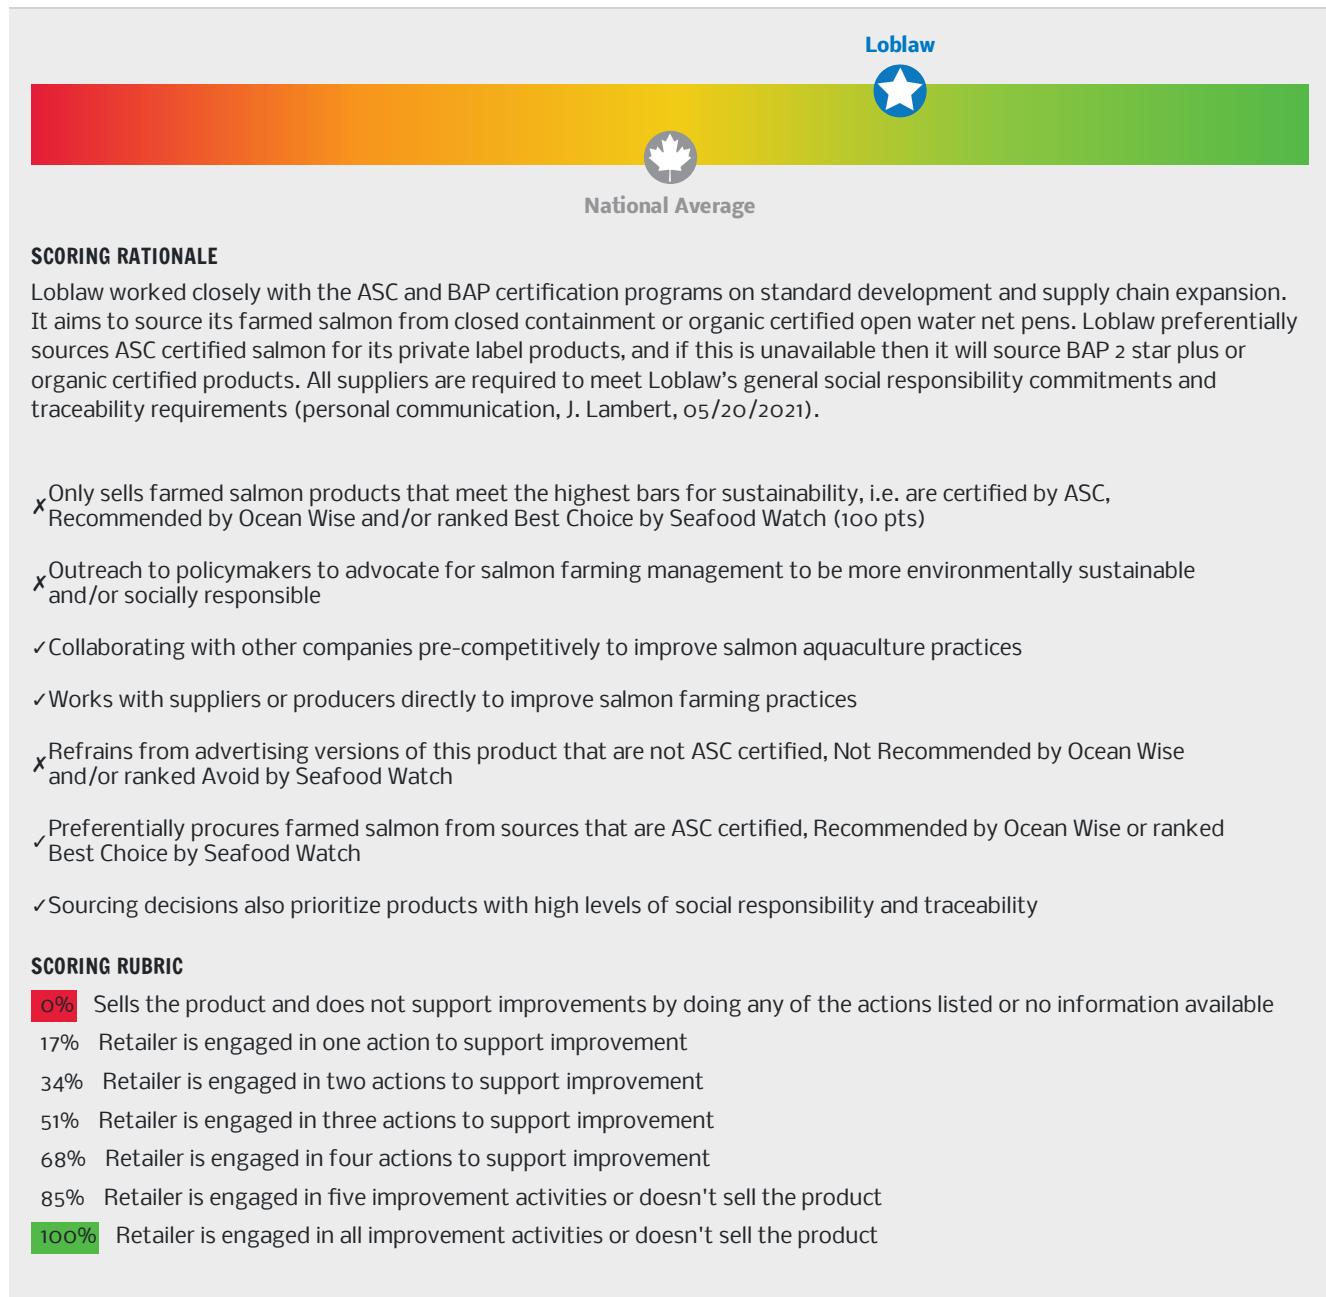 Loblaw
National Average
SCORING RATIONALE
Loblaw worked closely with the ASC and BAP certification programs on standard development and supply chain expansion.
It aims to source its farmed salmon from closed containment or organic certified open water net pens. Loblaw preferentially
sources ASC certified salmon for its private label products, and if this is unavailable then it will source BAP 2 star plus or
organic certified products. All suppliers are required to meet Loblaw's general social responsibility commitments and
traceability requirements (personal communication, J. Lambert, 05/20/2021).
✗Only sells farmed salmon products that meet the highest bars for sustainability, i.e. are certified by ASC,
Recommended by Ocean Wise and/or ranked Best Choice by Seafood Watch (100 pts)
✗Outreach to policymakers to advocate for salmon farming management to be more environmentally sustainable
and/or socially responsible
✓Collaborating with other companies pre-competitively to improve salmon aquaculture practices
✓Works with suppliers or producers directly to improve salmon farming practices
✗Refrains from advertising versions of this product that are not ASC certified, Not Recommended by Ocean Wise
and/or ranked Avoid by Seafood Watch
✓Preferentially procures farmed salmon from sources that are ASC certified, Recommended by Ocean Wise or ranked
Best Choice by Seafood Watch
✓Sourcing decisions also prioritize products with high levels of social responsibility and traceability
SCORING RUBRIC
0% Sells the product and does not support improvements by doing any of the actions listed or no information available
17% Retailer is engaged in one action to support improvement
34% Retailer is engaged in two actions to support improvement
51% Retailer is engaged in three actions to support improvement
68% Retailer is engaged in four actions to support improvement
85% Retailer is engaged in five improvement activities or doesn't sell the product
100% Retailer is engaged in all improvement activities or doesn't sell the product